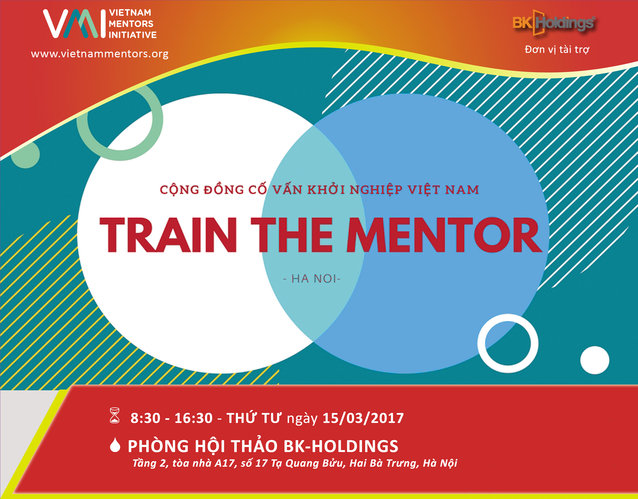 VMI
VIETNAM
MENTORS
INITIATIVE
www.vietnammentors.org
BK Holdings
Đơn vị tài trợ
CỘNG ĐỒNG CỐ VẤN KHỞI NGHIỆP VIỆT NAM
TRAIN THE MENTOR
- HA NOI-
8:30 - 16:30 - THỨ TƯ ngày 15/03/2017
PHÒNG HỘI THẢO BK-HOLDINGS
Tầng 2, tòa nhà A17, số 17 Tạ Quang Bửu, Hai Bà Trưng, Hà Nội